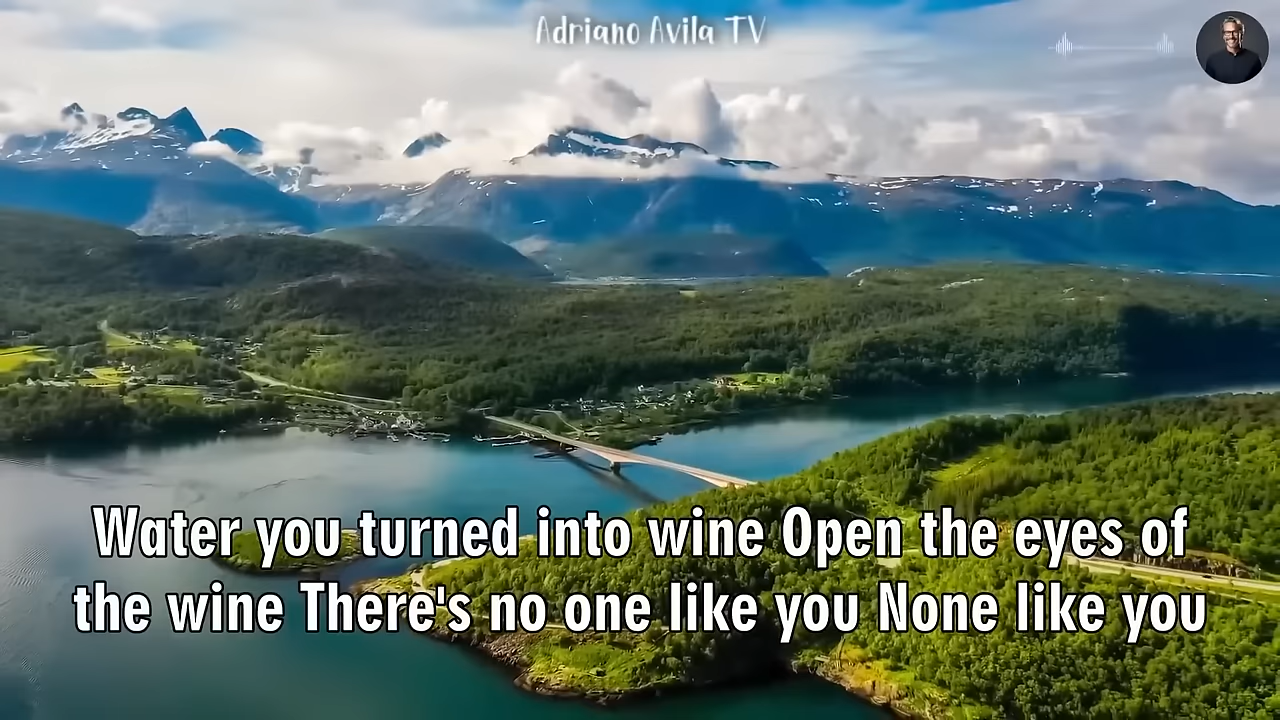 Adriano Avila TV
Water you turned into wine Open the eyes of
the wine There's no one like you None like you